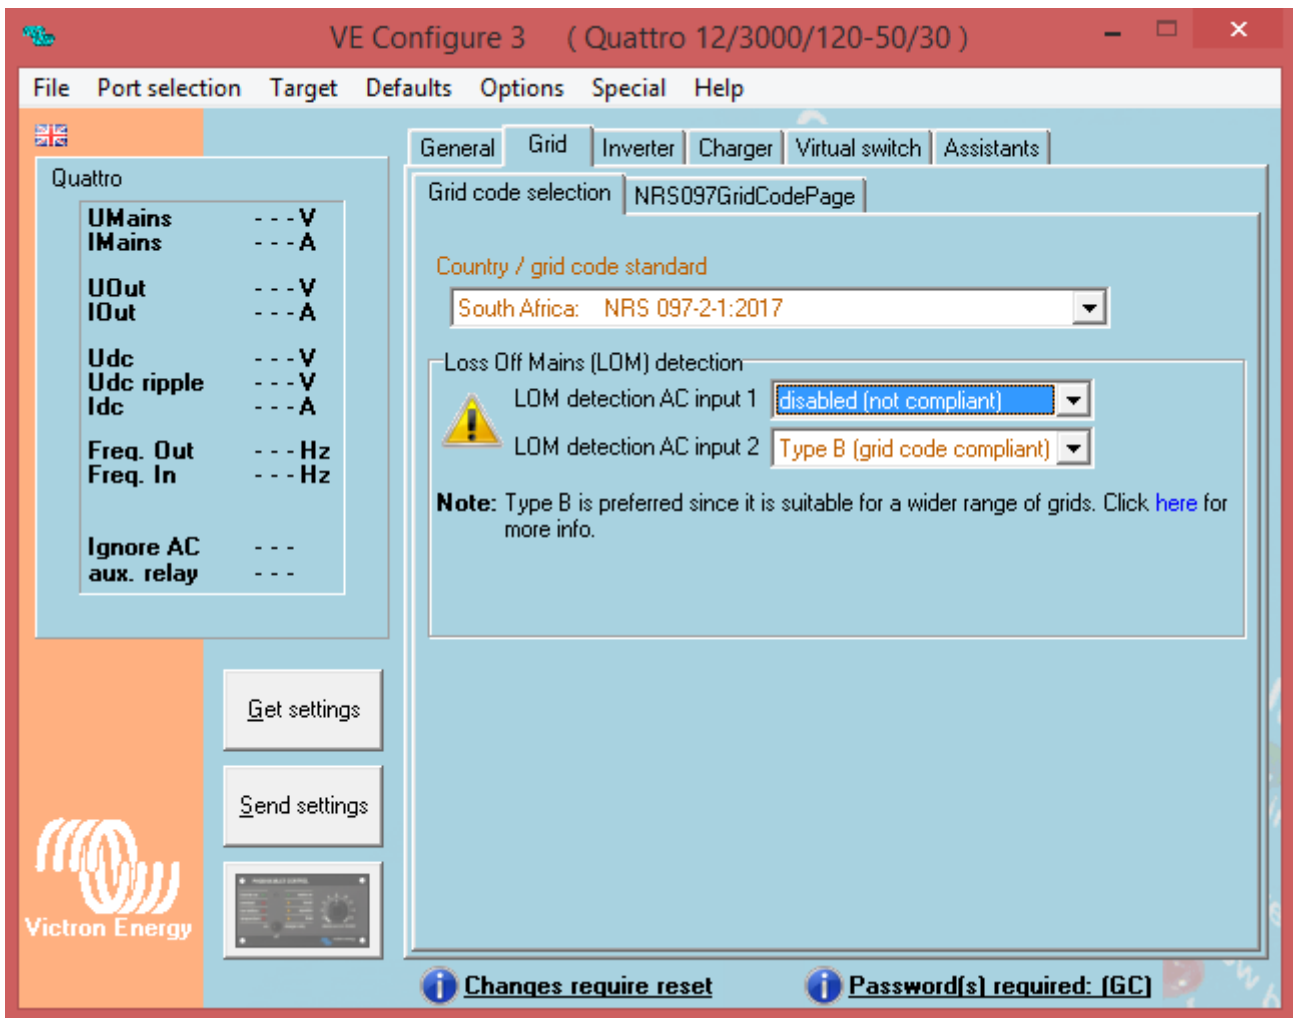 VE Configure 3 ( Quattro 12/3000/120-50/30 )
File Port selection Target Defaults Options Special Help
General Grid Inverter Charger Virtual switch Assistants
Quattro
UMains - - - V
IMains - - - A
UOut - - - V
IOut - - - A
Udc - - - V
Udc ripple - - - V
Idc - - - A
Freq. Out - - - Hz
Freq. In - - - Hz
Ignore AC - - -
aux. relay - - -
Grid code selection NRS097GridCodePage
Country / grid code standard
South Africa: NRS 097-2-1:2017
Loss Off Mains (LOM) detection
LOM detection AC input 1 disabled (not compliant)
LOM detection AC input 2 Type B (grid code compliant)
Note: Type B is preferred since it is suitable for a wider range of grids. Click here for
more info.
Get settings
Send settings
Victron Energy
Changes require reset Password(s) required: (GC)